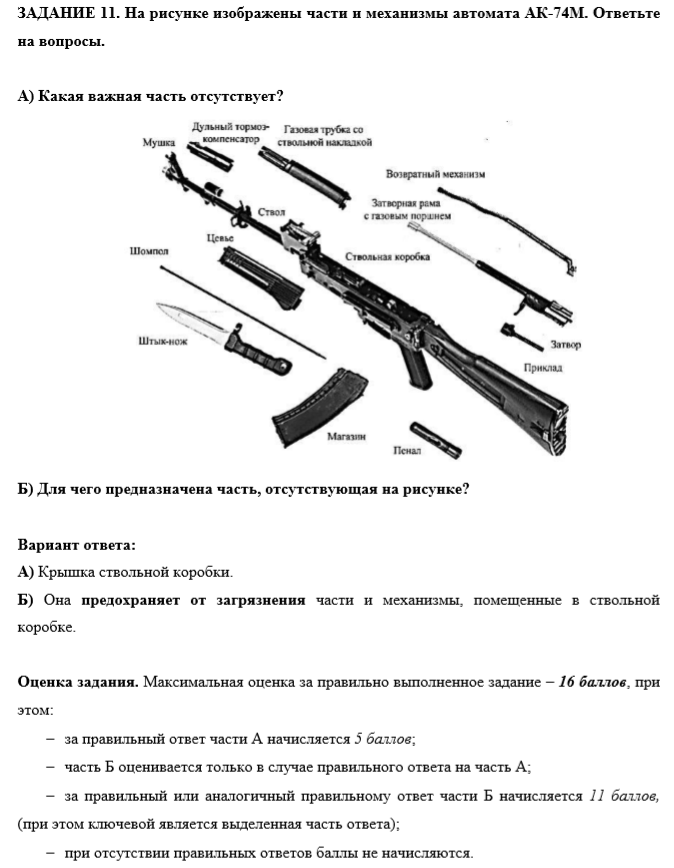 ЗАДАНИЕ 11. На рисунке изображены части и механизмы автомата АК-74М. Ответьте
на вопросы.
А) Какая важная часть отсутствует?
Дульный тормоз-
компенсатор
Газовая трубка со
ствольной накладкой
Мушка
Возвратный механизм
Затворная рама
с газовым поршнем
Ствол
Цевье
Шомпол
Ствольная коробка
Штык-нож
Затвор
Приклад
Магазин
Пенал
Б) Для чего предназначена часть, отсутствующая на рисунке?
Вариант ответа:
А) Крышка ствольной коробки.
Б) Она предохраняет от загрязнения части и механизмы, помещенные в ствольной
коробке.
Оценка задания. Максимальная оценка за правильно выполненное задание – 16 баллов, при
этом:
– за правильный ответ части А начисляется 5 баллов;
– часть Б оценивается только в случае правильного ответа на часть А;
– за правильный или аналогичный правильному ответ части Б начисляется 11 баллов,
(при этом ключевой является выделенная часть ответа);
– при отсутствии правильных ответов баллы не начисляются.